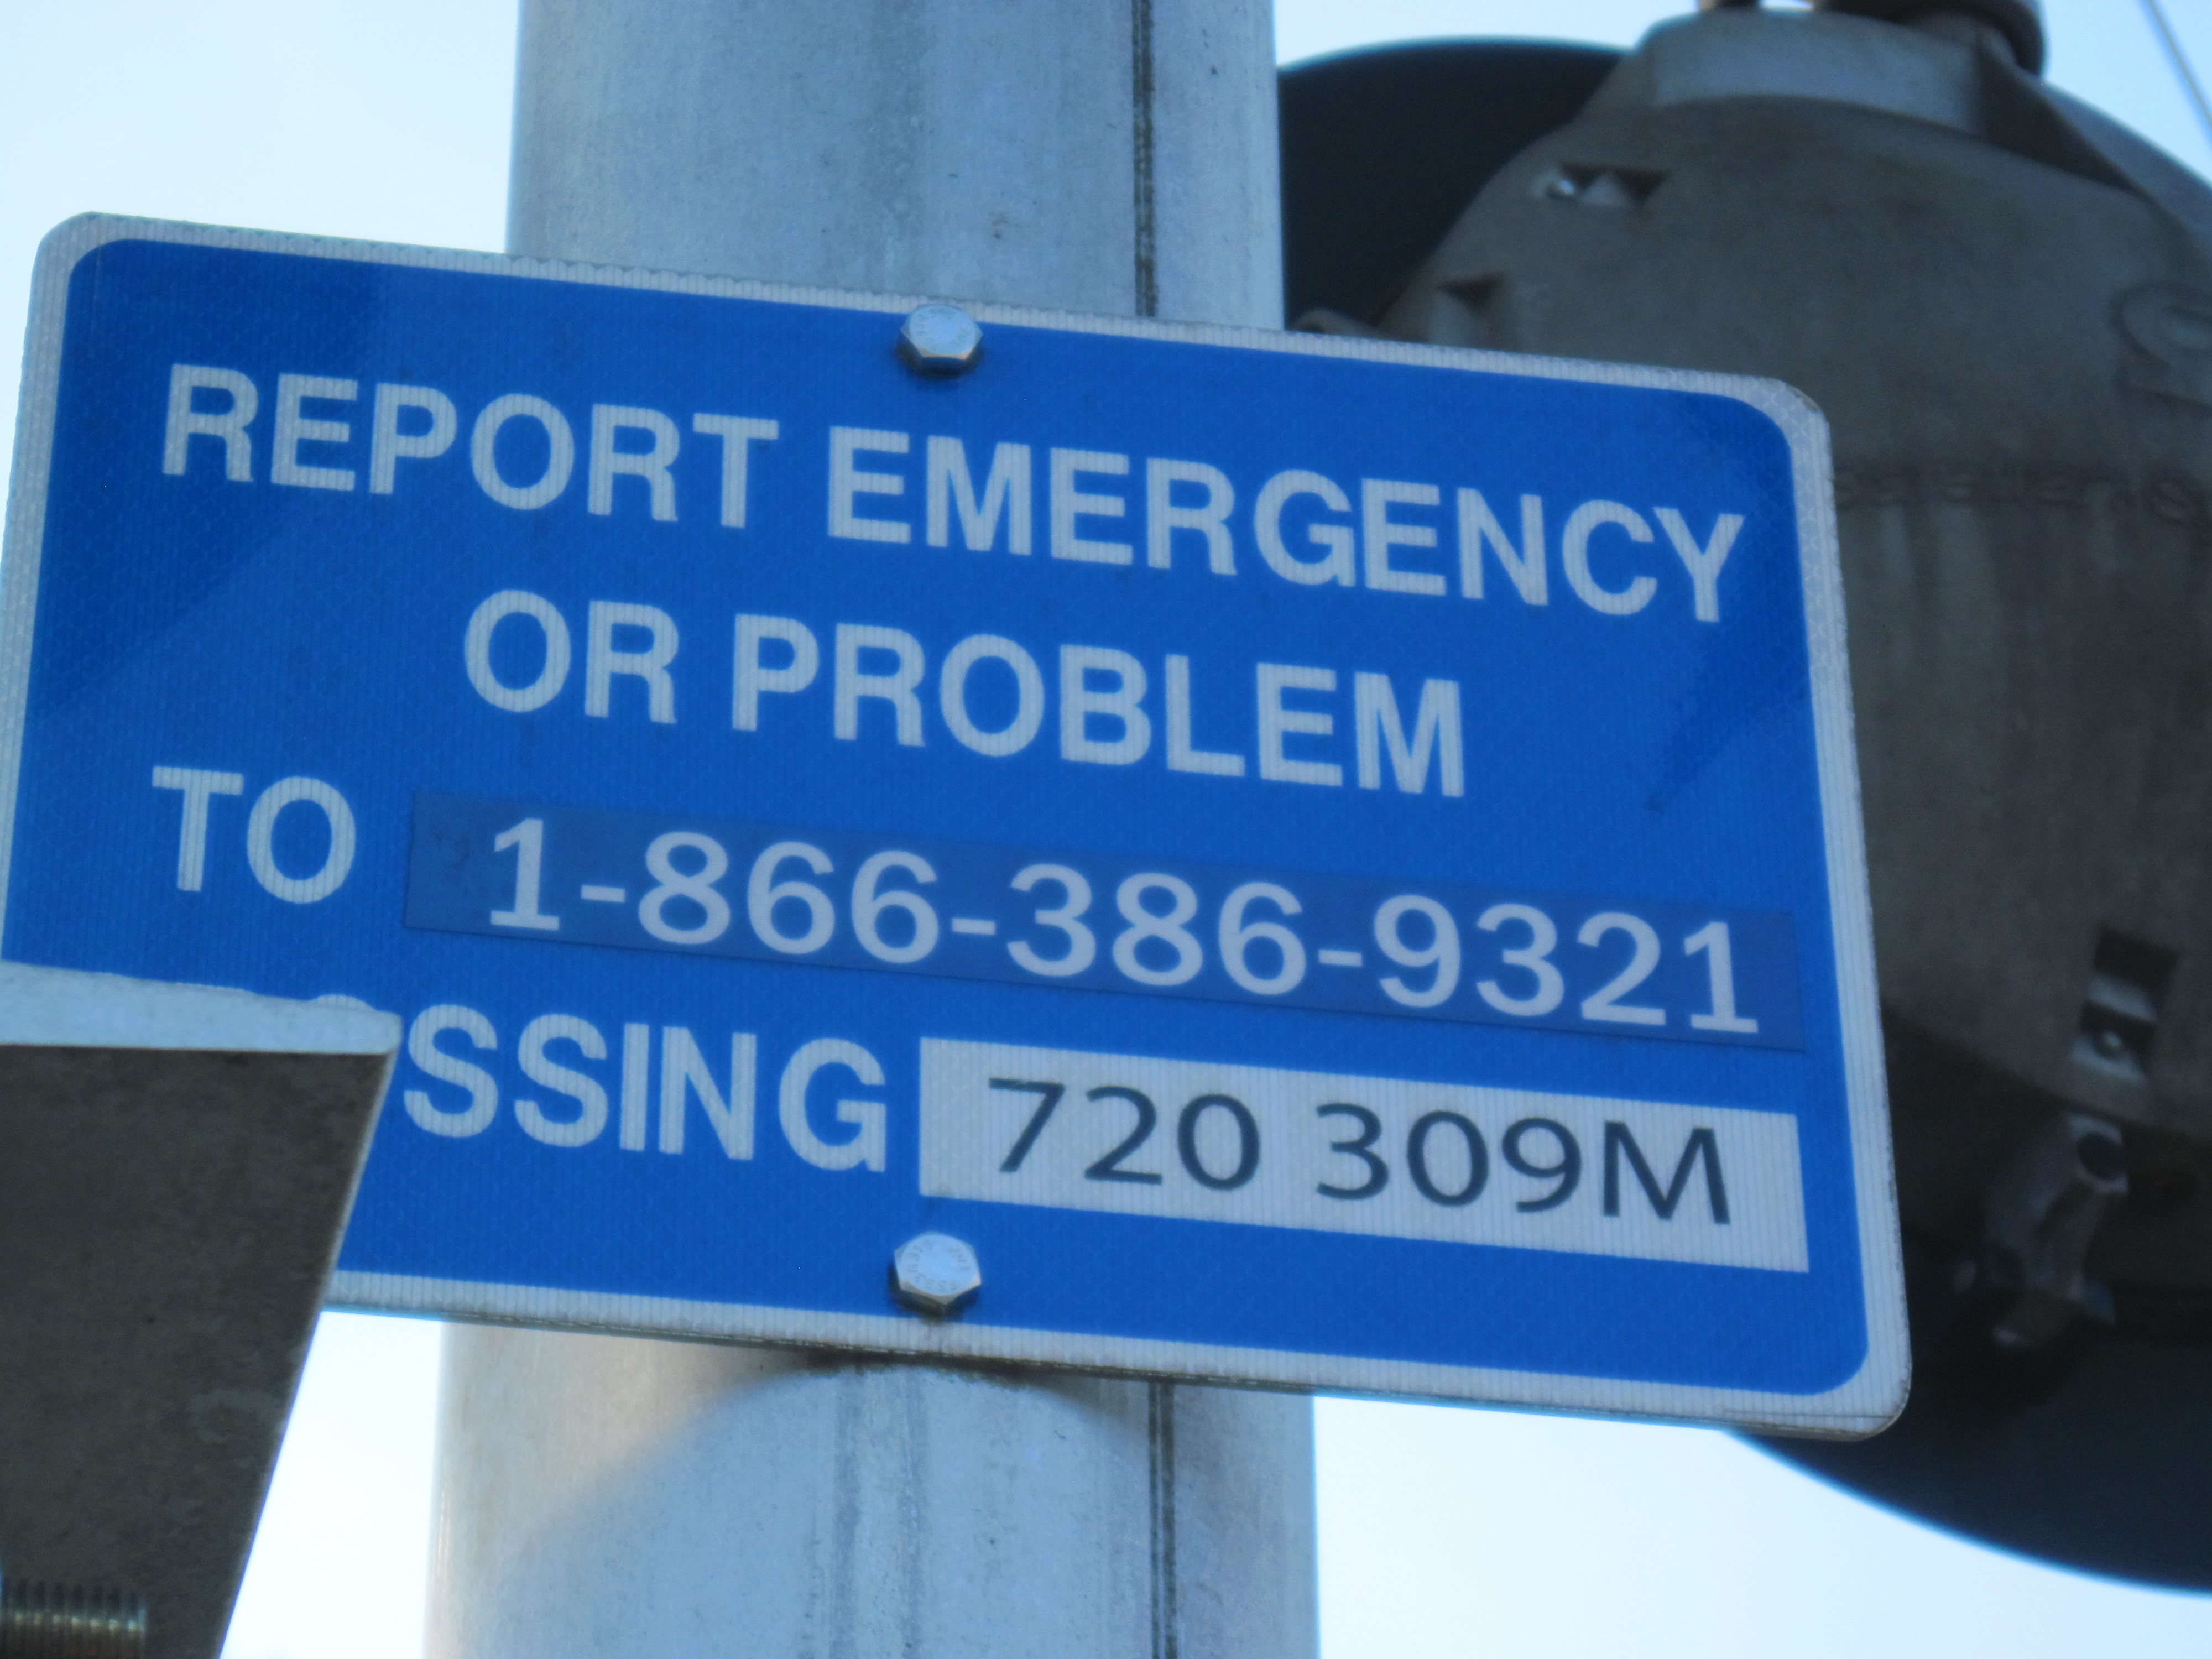 REPORT EMERGENCY
OR PROBLEM
TO 1-866-386-9321
SSING 720 309M